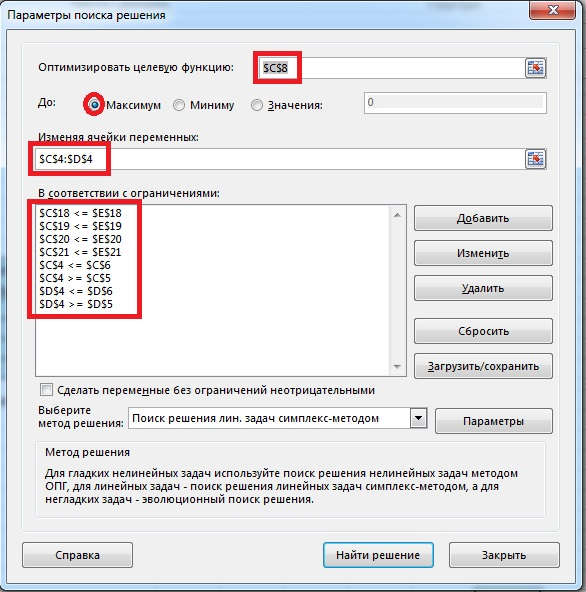 Параметры поиска решения
Оптимизировать целевую функцию: $C$8
До: Максимум Миниму Значения: 0
Изменяя ячейки переменных:
$C$4:$D$4
В соответствии с ограничениями:
$C$18 <= $E$18
$C$19 <= $E$19
$C$20 <= $E$20
$C$21 <= $E$21
$C$4 <= $C$6
$C$4 >= $C$5
$D$4 <= $D$6
$D$4 >= $D$5
Добавить
Изменить
Удалить
Сбросить
Загрузить/сохранить
Сделать переменные без ограничений неотрицательными
Выберите
метод решения: Поиск решения лин. задач симплекс-методом Параметры
Метод решения
Для гладких нелинейных задач используйте поиск решения нелинейных задач методом
ОПГ, для линейных задач - поиск решения линейных задач симплекс-методом, а для
негладких задач - эволюционный поиск решения.
Справка Найти решение Закрыть